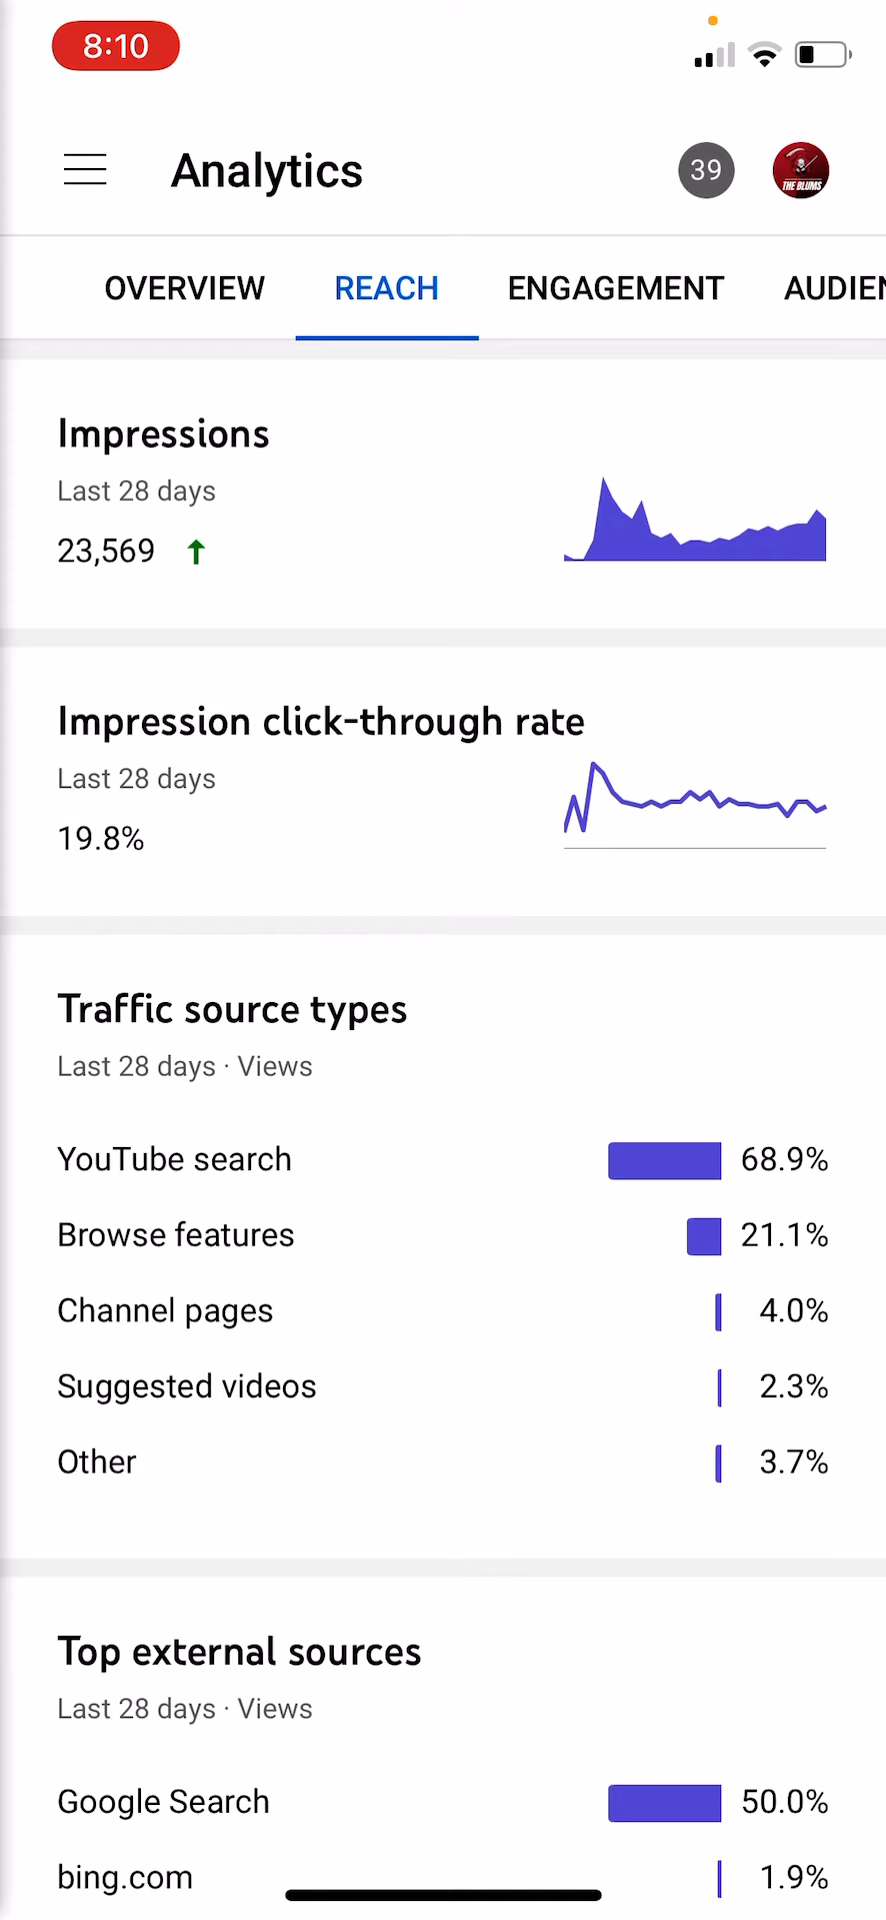 8:10
Analytics
39
THE BLUMS
OVERVIEW REACH ENGAGEMENT AUDIEN
Impressions
Last 28 days
23,569
Impression click-through rate
Last 28 days
19.8%
Traffic source types
Last 28 days · Views
YouTube search 68.9%
Browse features 21.1%
Channel pages 4.0%
Suggested videos 2.3%
Other 3.7%
Top external sources
Last 28 days · Views
Google Search 50.0%
bing.com 1.9%